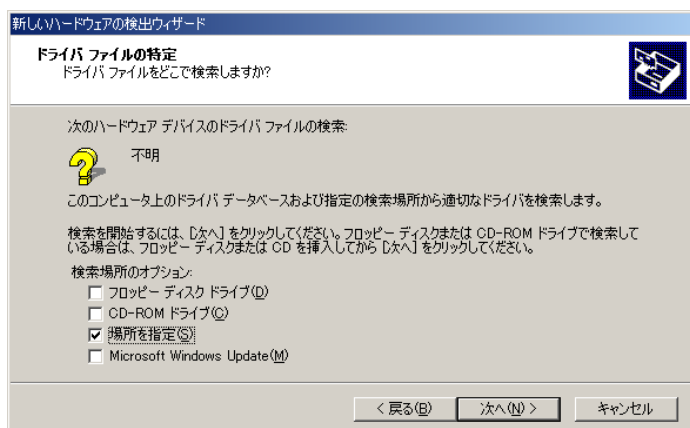 新しいハードウェアの検出ウィザード
ドライバ ファイルの特定
ドライバ ファイルをどこで検索しますか?
次のハードウェア デバイスのドライバ ファイルの検索:
不明
このコンピュータ上のドライバ データベースおよび指定の検索場所から適切なドライバを検索します。
検索を開始するには、[次へ] をクリックしてください。フロッピー ディスクまたは CD-ROM ドライブで検索して
いる場合は、フロッピー ディスクまたは CD を挿入してから [次へ] をクリックしてください。
検索場所のオプション:
フロッピー ディスク ドライブ(D)
CD-ROM ドライブ(C)
場所を指定(S)
Microsoft Windows Update(M)
< 戻る(B) 次へ(N) > キャンセル